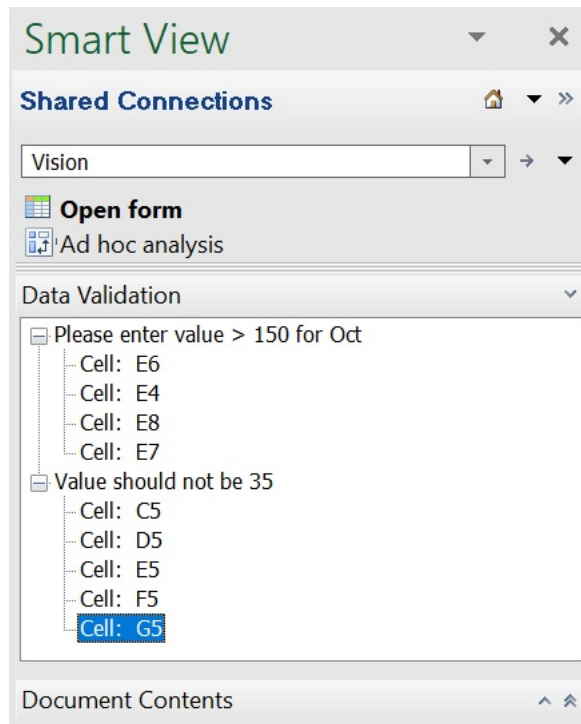 Smart View
Shared Connections
Vision
Open form
Ad hoc analysis
Data Validation
Please enter value > 150 for Oct
Cell: E6
Cell: E4
Cell: E8
Cell: E7
Value should not be 35
Cell: C5
Cell: D5
Cell: E5
Cell: F5
Cell: G5
Document Contents